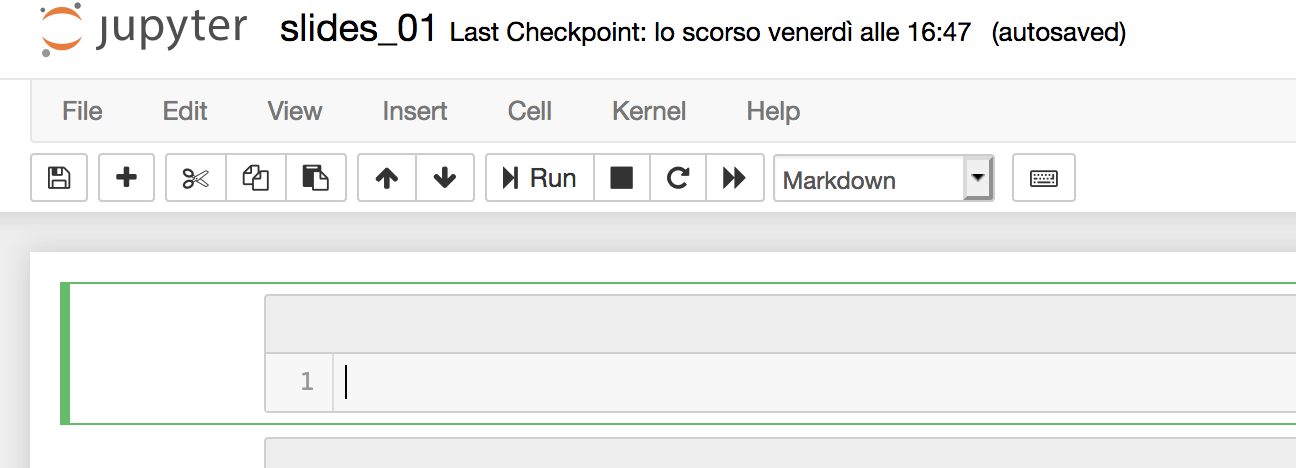 jupyter slides_01 Last Checkpoint: lo scorso venerdì alle 16:47 (autosaved)
File Edit View Insert Cell Kernel Help
Run Markdown
1